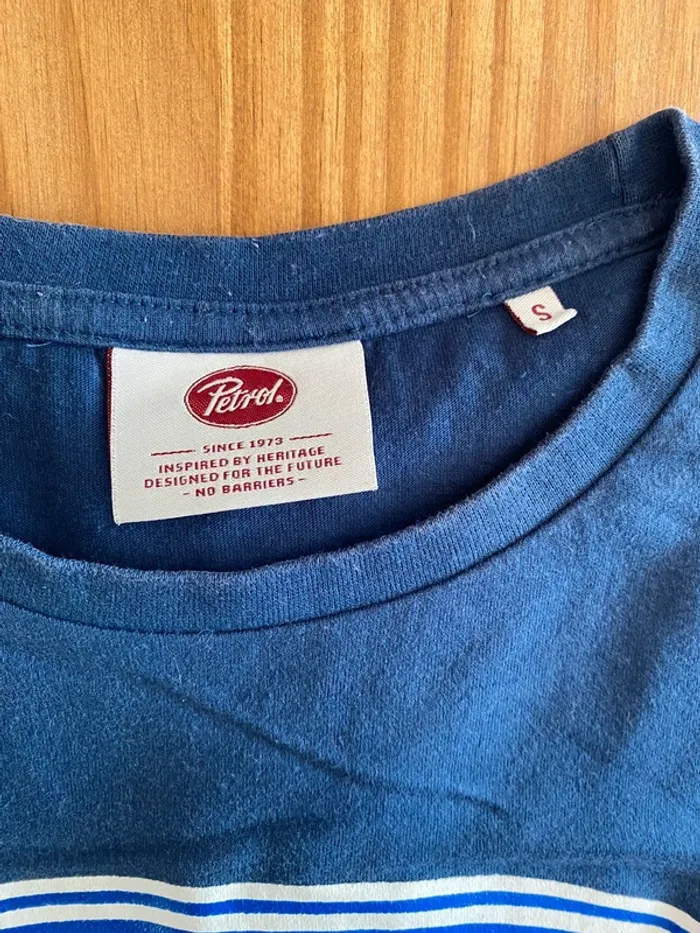 Petrol®
SINCE 1973
INSPIRED BY HERITAGE
DESIGNED FOR THE FUTURE
- NO BARRIERS -
S